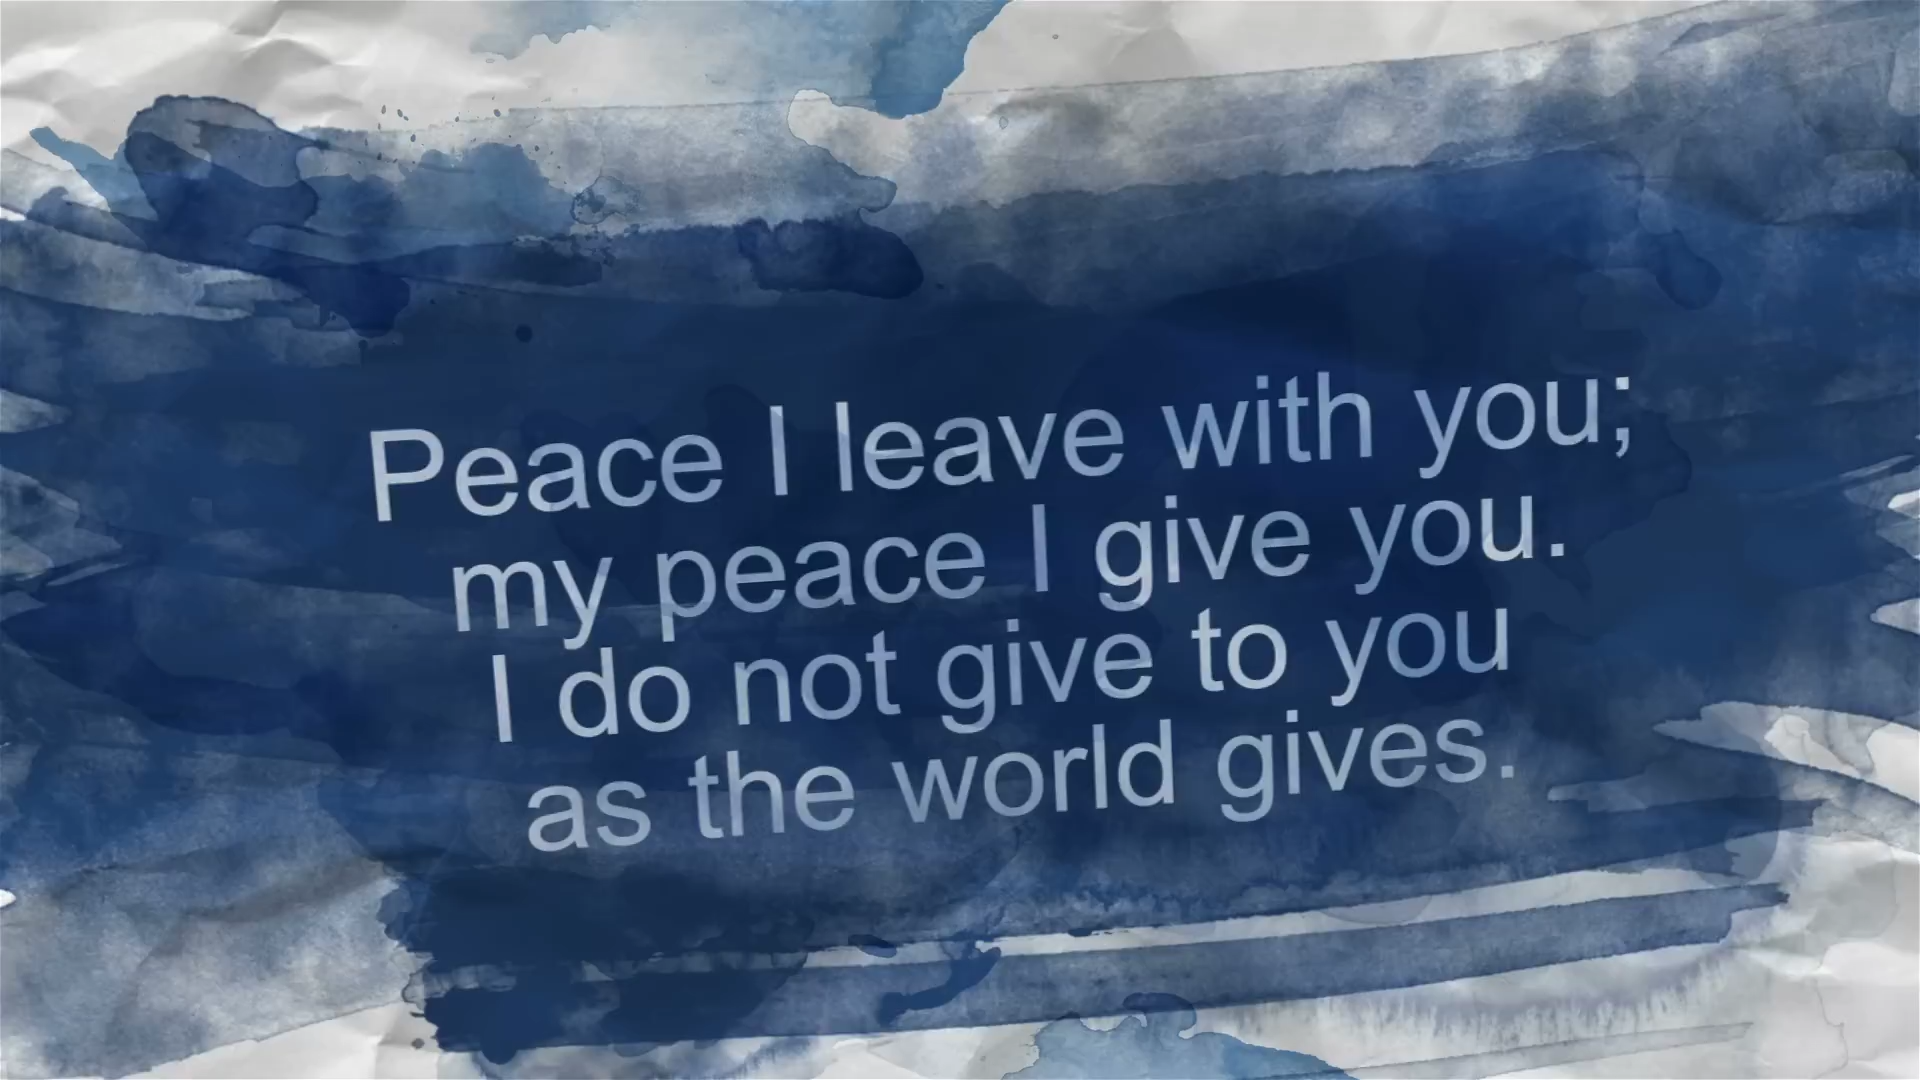 Peace I leave with you;
my peace I give you.
I do not give to you
as the world gives.